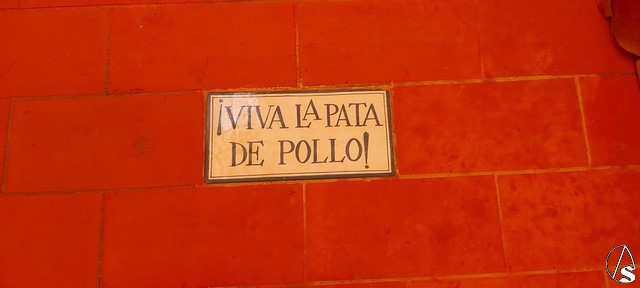 ¡VIVA LA PATA
DE POLLO!